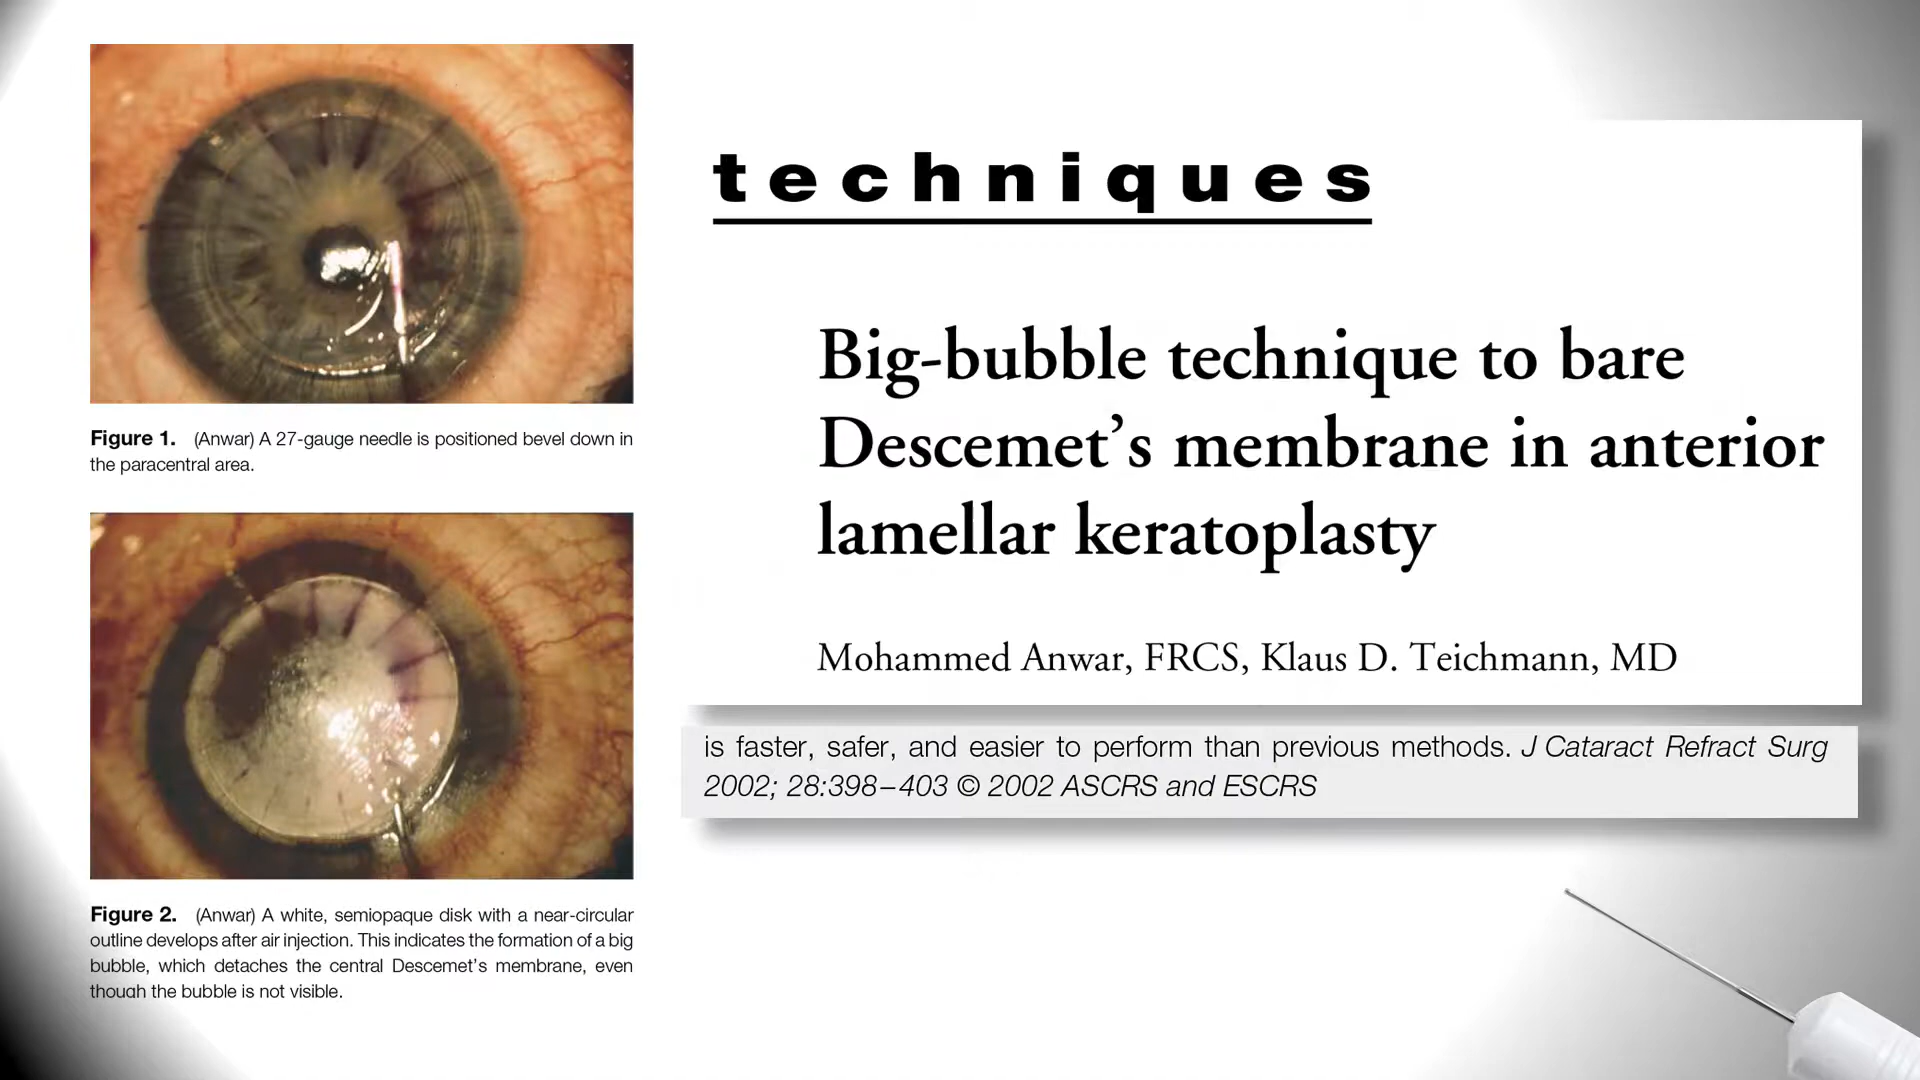 Figure 1. (Anwar) A 27-gauge needle is positioned bevel down in
the paracentral area.
Figure 2. (Anwar) A white, semiopaque disk with a near-circular
outline develops after air injection. This indicates the formation of a big
bubble, which detaches the central Descemet's membrane, even
though the bubble is not visible.
techniques
Big-bubble technique to bare
Descemet's membrane in anterior
lamellar keratoplasty
Mohammed Anwar, FRCS, Klaus D. Teichmann, MD
is faster, safer, and easier to perform than previous methods. J Cataract Refract Surg
2002; 28:398–403 © 2002 ASCRS and ESCRS